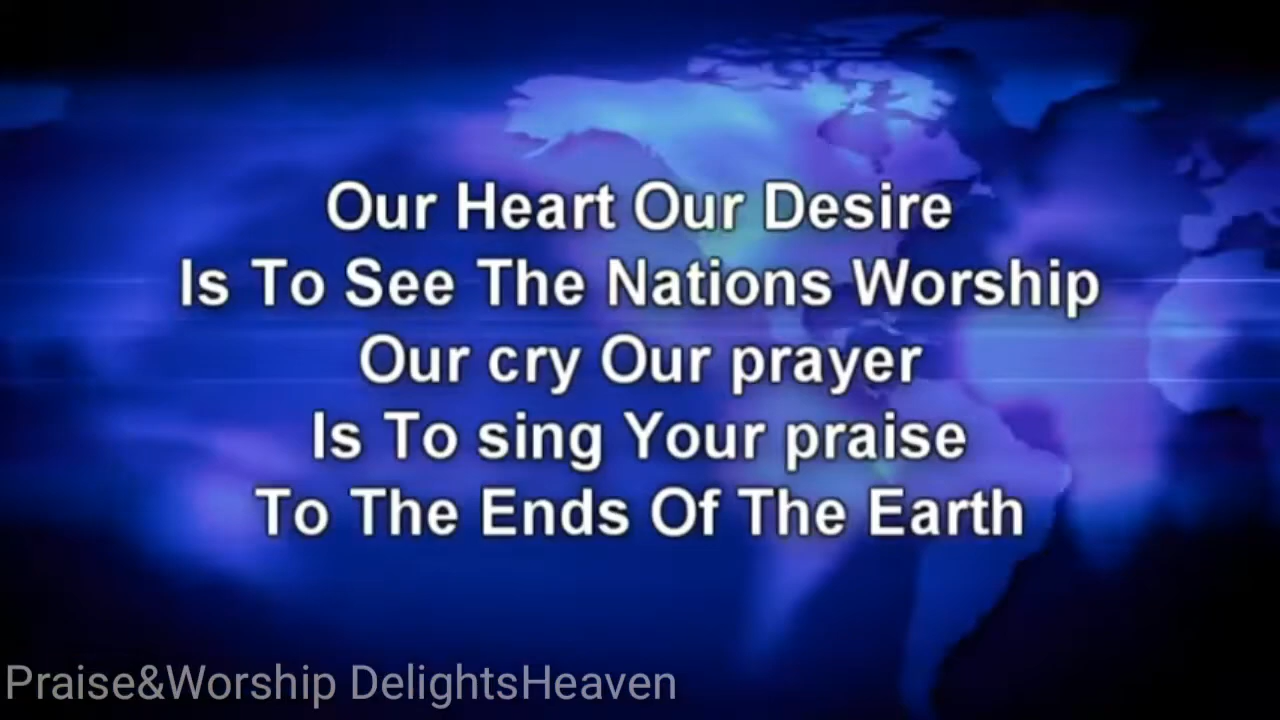 Our Heart Our Desire
Is To See The Nations Worship
Our cry Our prayer
Is To sing Your praise
To The Ends Of The Earth
Praise&Worship DelightsHeaven